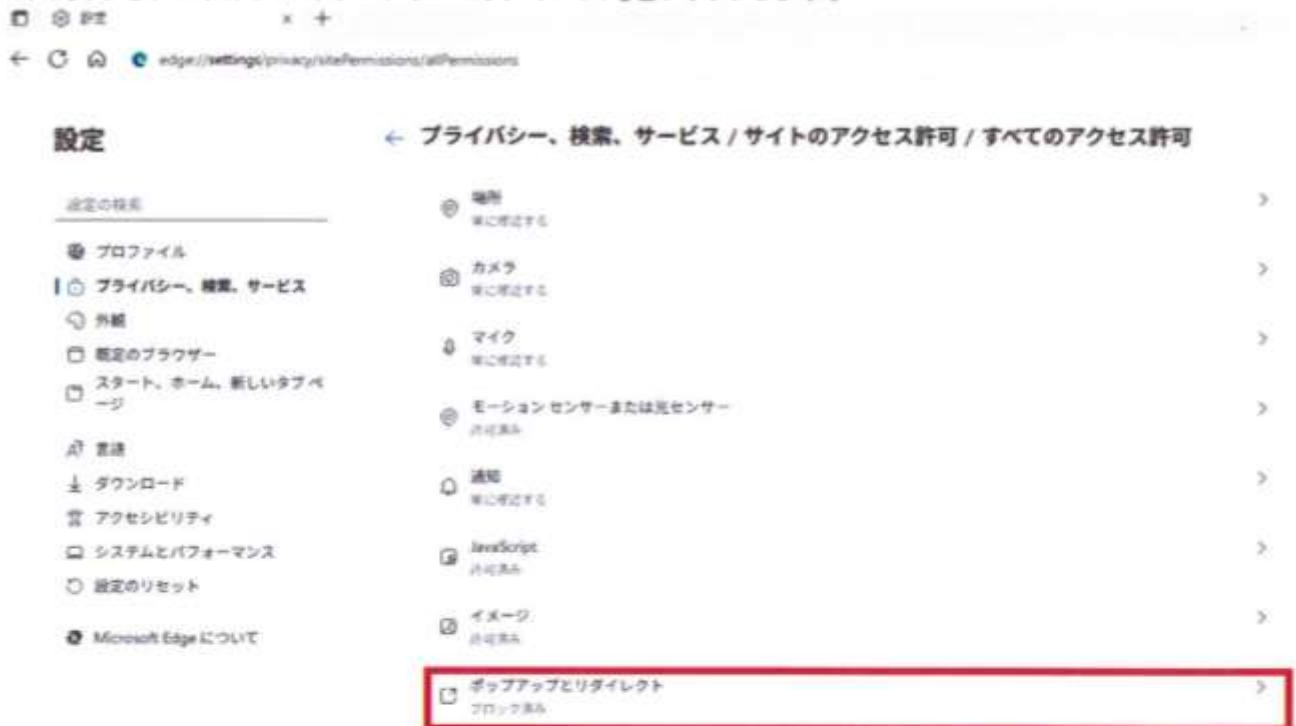 設定
edge://settings/privacy/sitePermissions/allPermissions
設定
← プライバシー、検索、サービス / サイトのアクセス許可 / すべてのアクセス許可
設定の検索
プロファイル
プライバシー、検索、サービス
外観
既定のブラウザー
スタート、ホーム、新しいタブ ペ
ージ
言語
ダウンロード
アクセシビリティ
システムとパフォーマンス
設定のリセット
Microsoft Edge について
場所
常に確認する
カメラ
常に確認する
マイク
常に確認する
モーション センサーまたは光センサー
許可済み
通知
常に確認する
JavaScript
許可済み
イメージ
許可済み
ポップアップとリダイレクト
ブロック済み